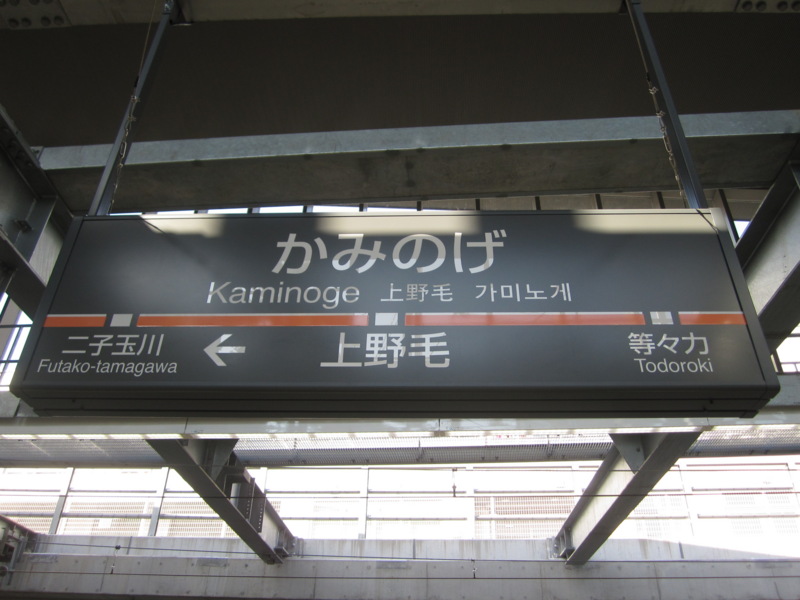 かみのげ
Kaminoge 上野毛 가미노게
二子玉川 ← 上野毛 等々力
Futako-tamagawa Todoroki